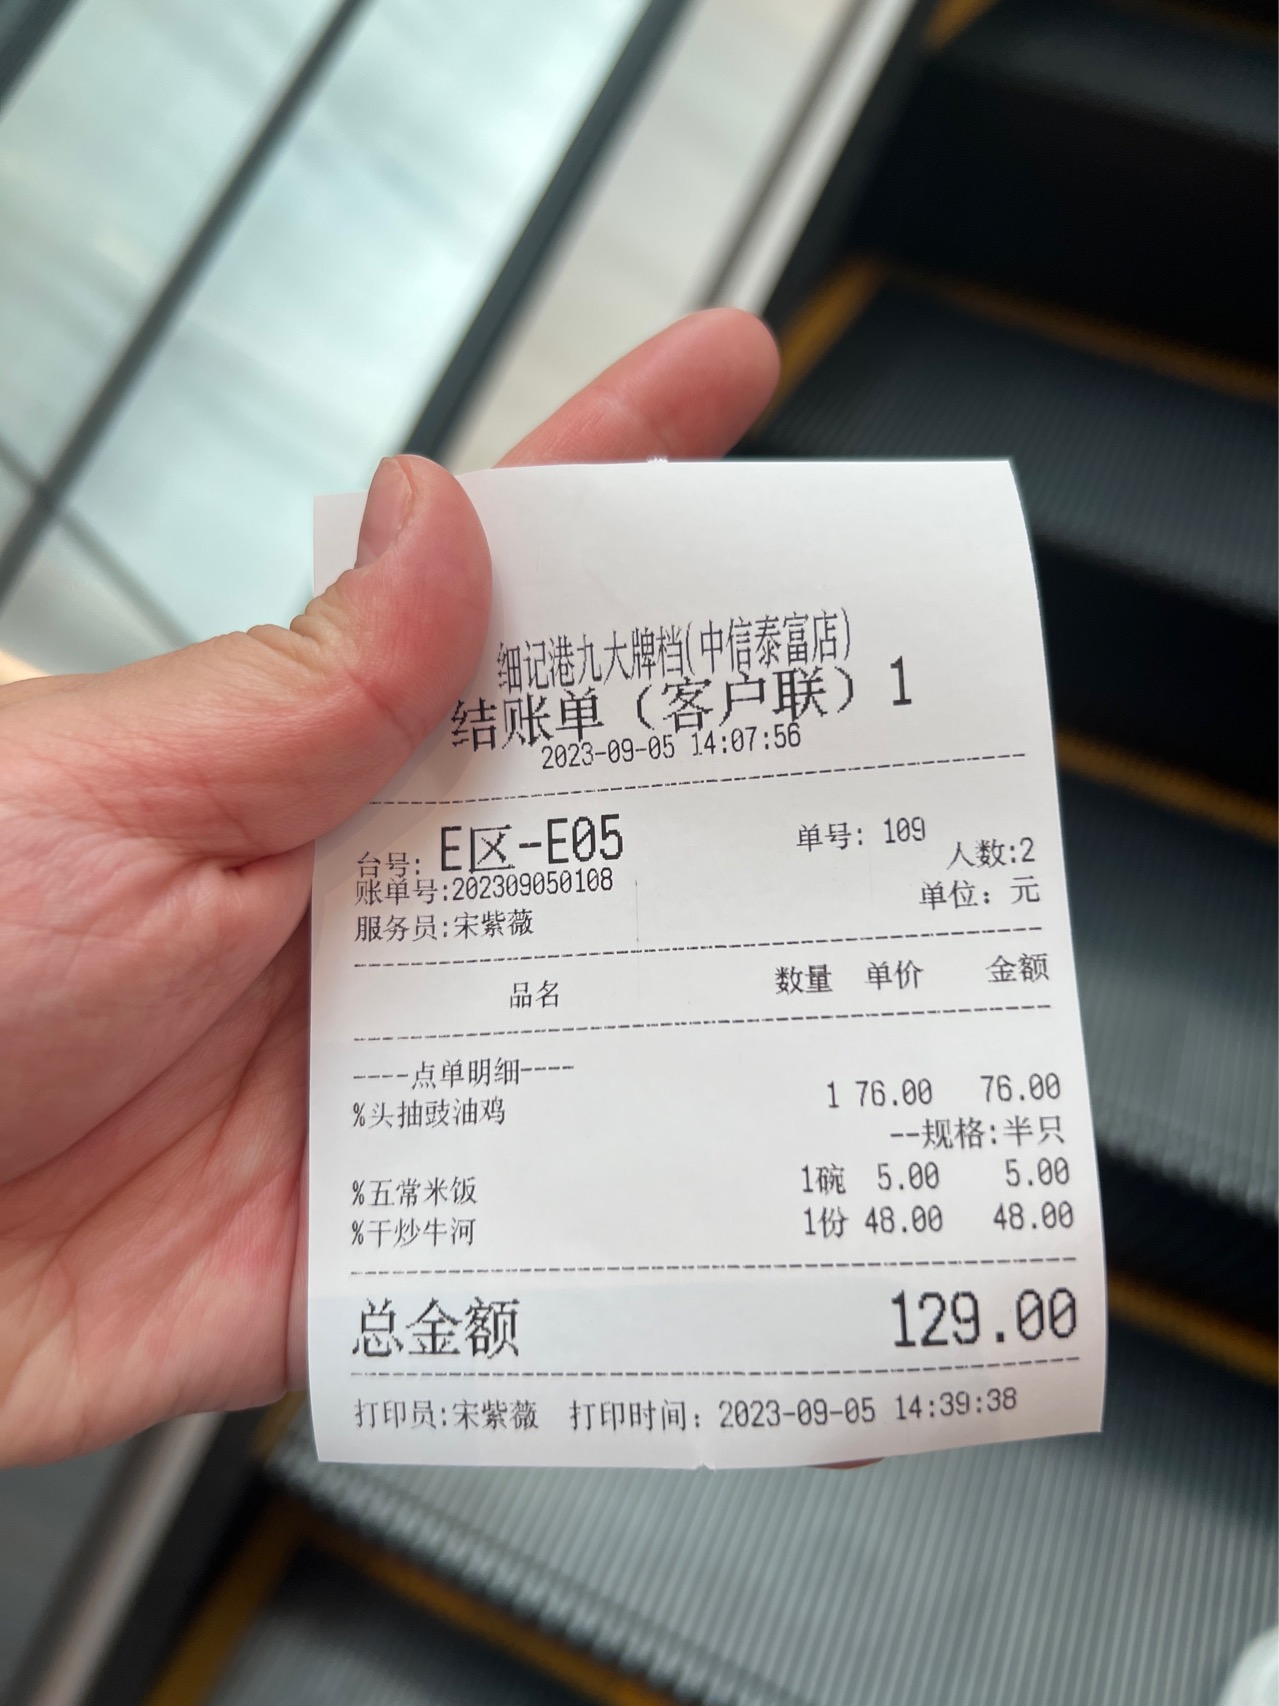 细记港九大牌档(中信泰富店)
结账单（客户联）1
2023-09-05 14:07:56
台号: E区-E05 单号: 109
人数:2
账单号:202309050108
单位: 元
服务员:宋紫薇
品名 数量 单价 金额
----点单明细----
%头抽豉油鸡 1 76.00 76.00
--规格:半只
%五常米饭 1碗 5.00 5.00
%干炒牛河 1份 48.00 48.00
总金额 129.00
打印员:宋紫薇 打印时间: 2023-09-05 14:39:38